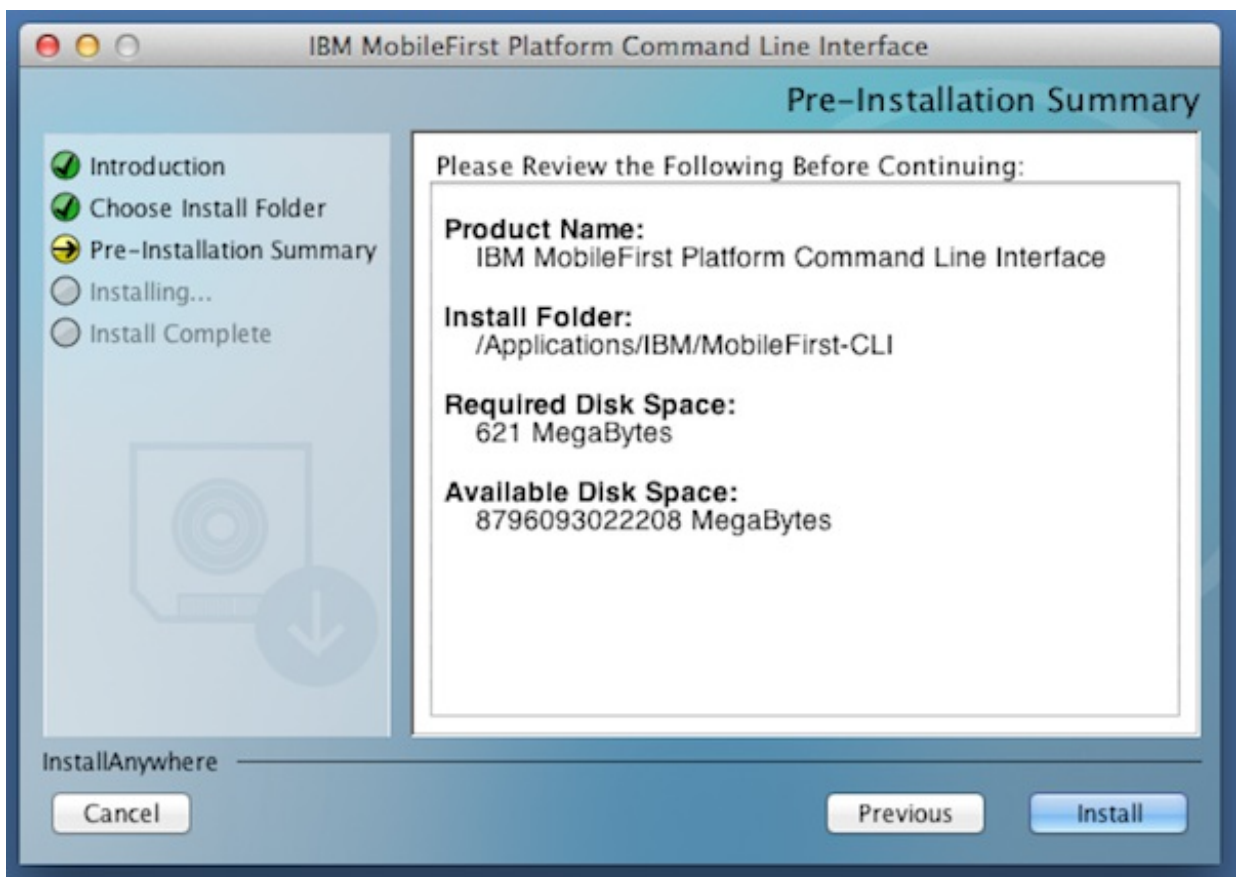 IBM MobileFirst Platform Command Line Interface
Pre-Installation Summary
Introduction
Choose Install Folder
Pre-Installation Summary
Installing...
Install Complete
Please Review the Following Before Continuing:
Product Name:
IBM MobileFirst Platform Command Line Interface
Install Folder:
/Applications/IBM/MobileFirst-CLI
Required Disk Space:
621 MegaBytes
Available Disk Space:
8796093022208 MegaBytes
InstallAnywhere
Cancel
Previous
Install